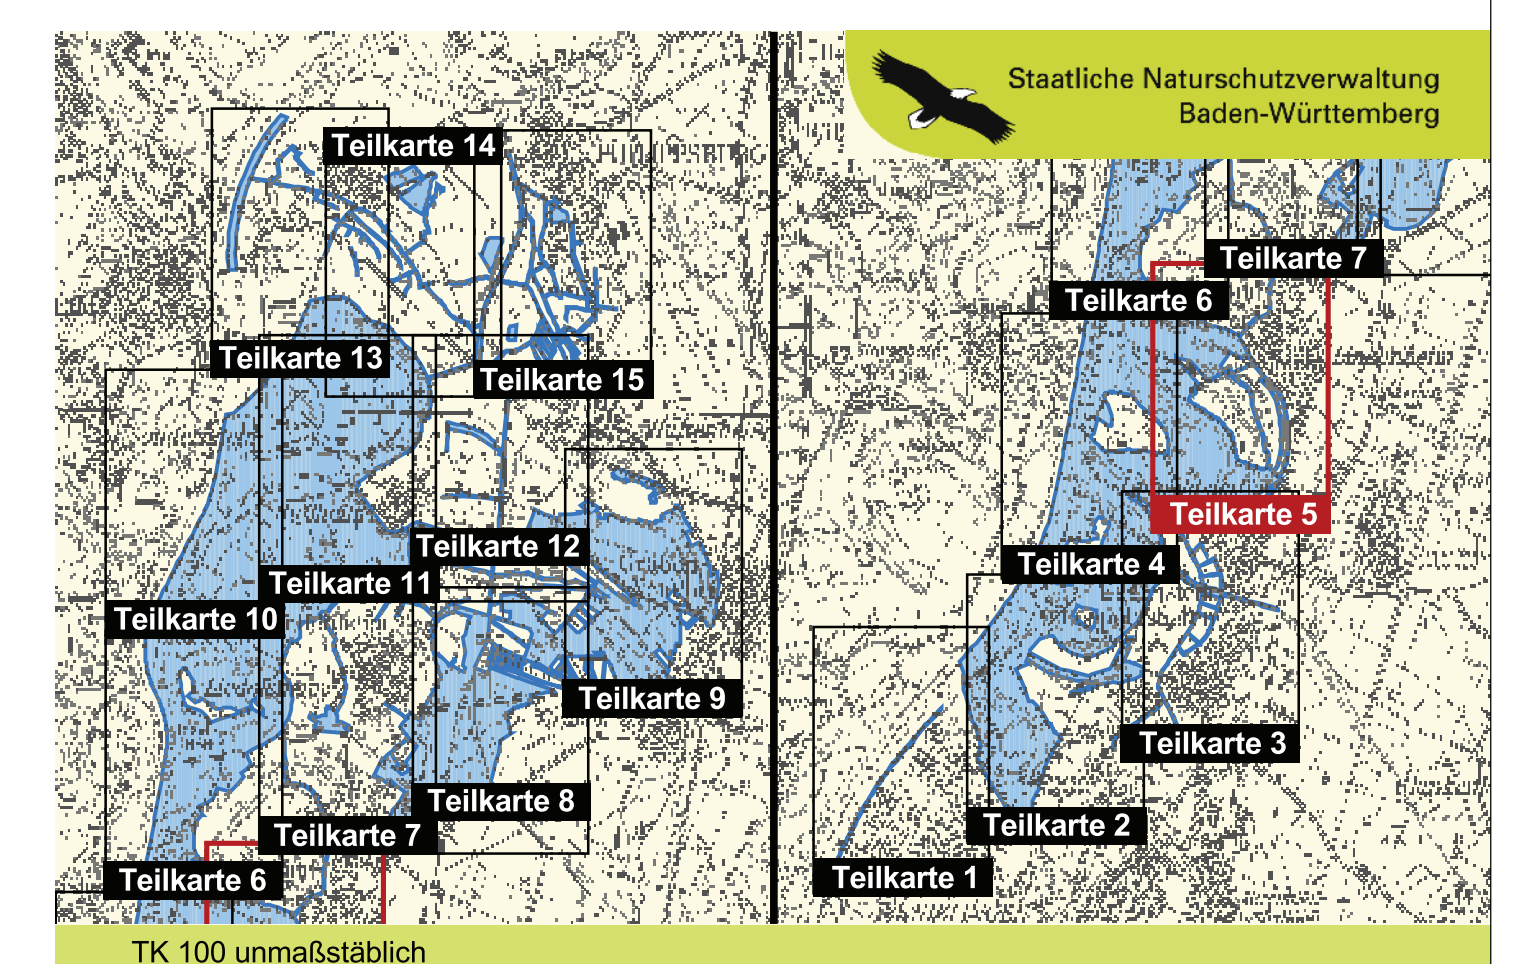 Staatliche Naturschutzverwaltung
Baden-Württemberg
Teilkarte 14
Teilkarte 13
Teilkarte 15
Teilkarte 12
Teilkarte 11
Teilkarte 10
Teilkarte 9
Teilkarte 8
Teilkarte 7
Teilkarte 6
Teilkarte 7
Teilkarte 6
Teilkarte 5
Teilkarte 4
Teilkarte 3
Teilkarte 2
Teilkarte 1
TK 100 unmaßstäblich